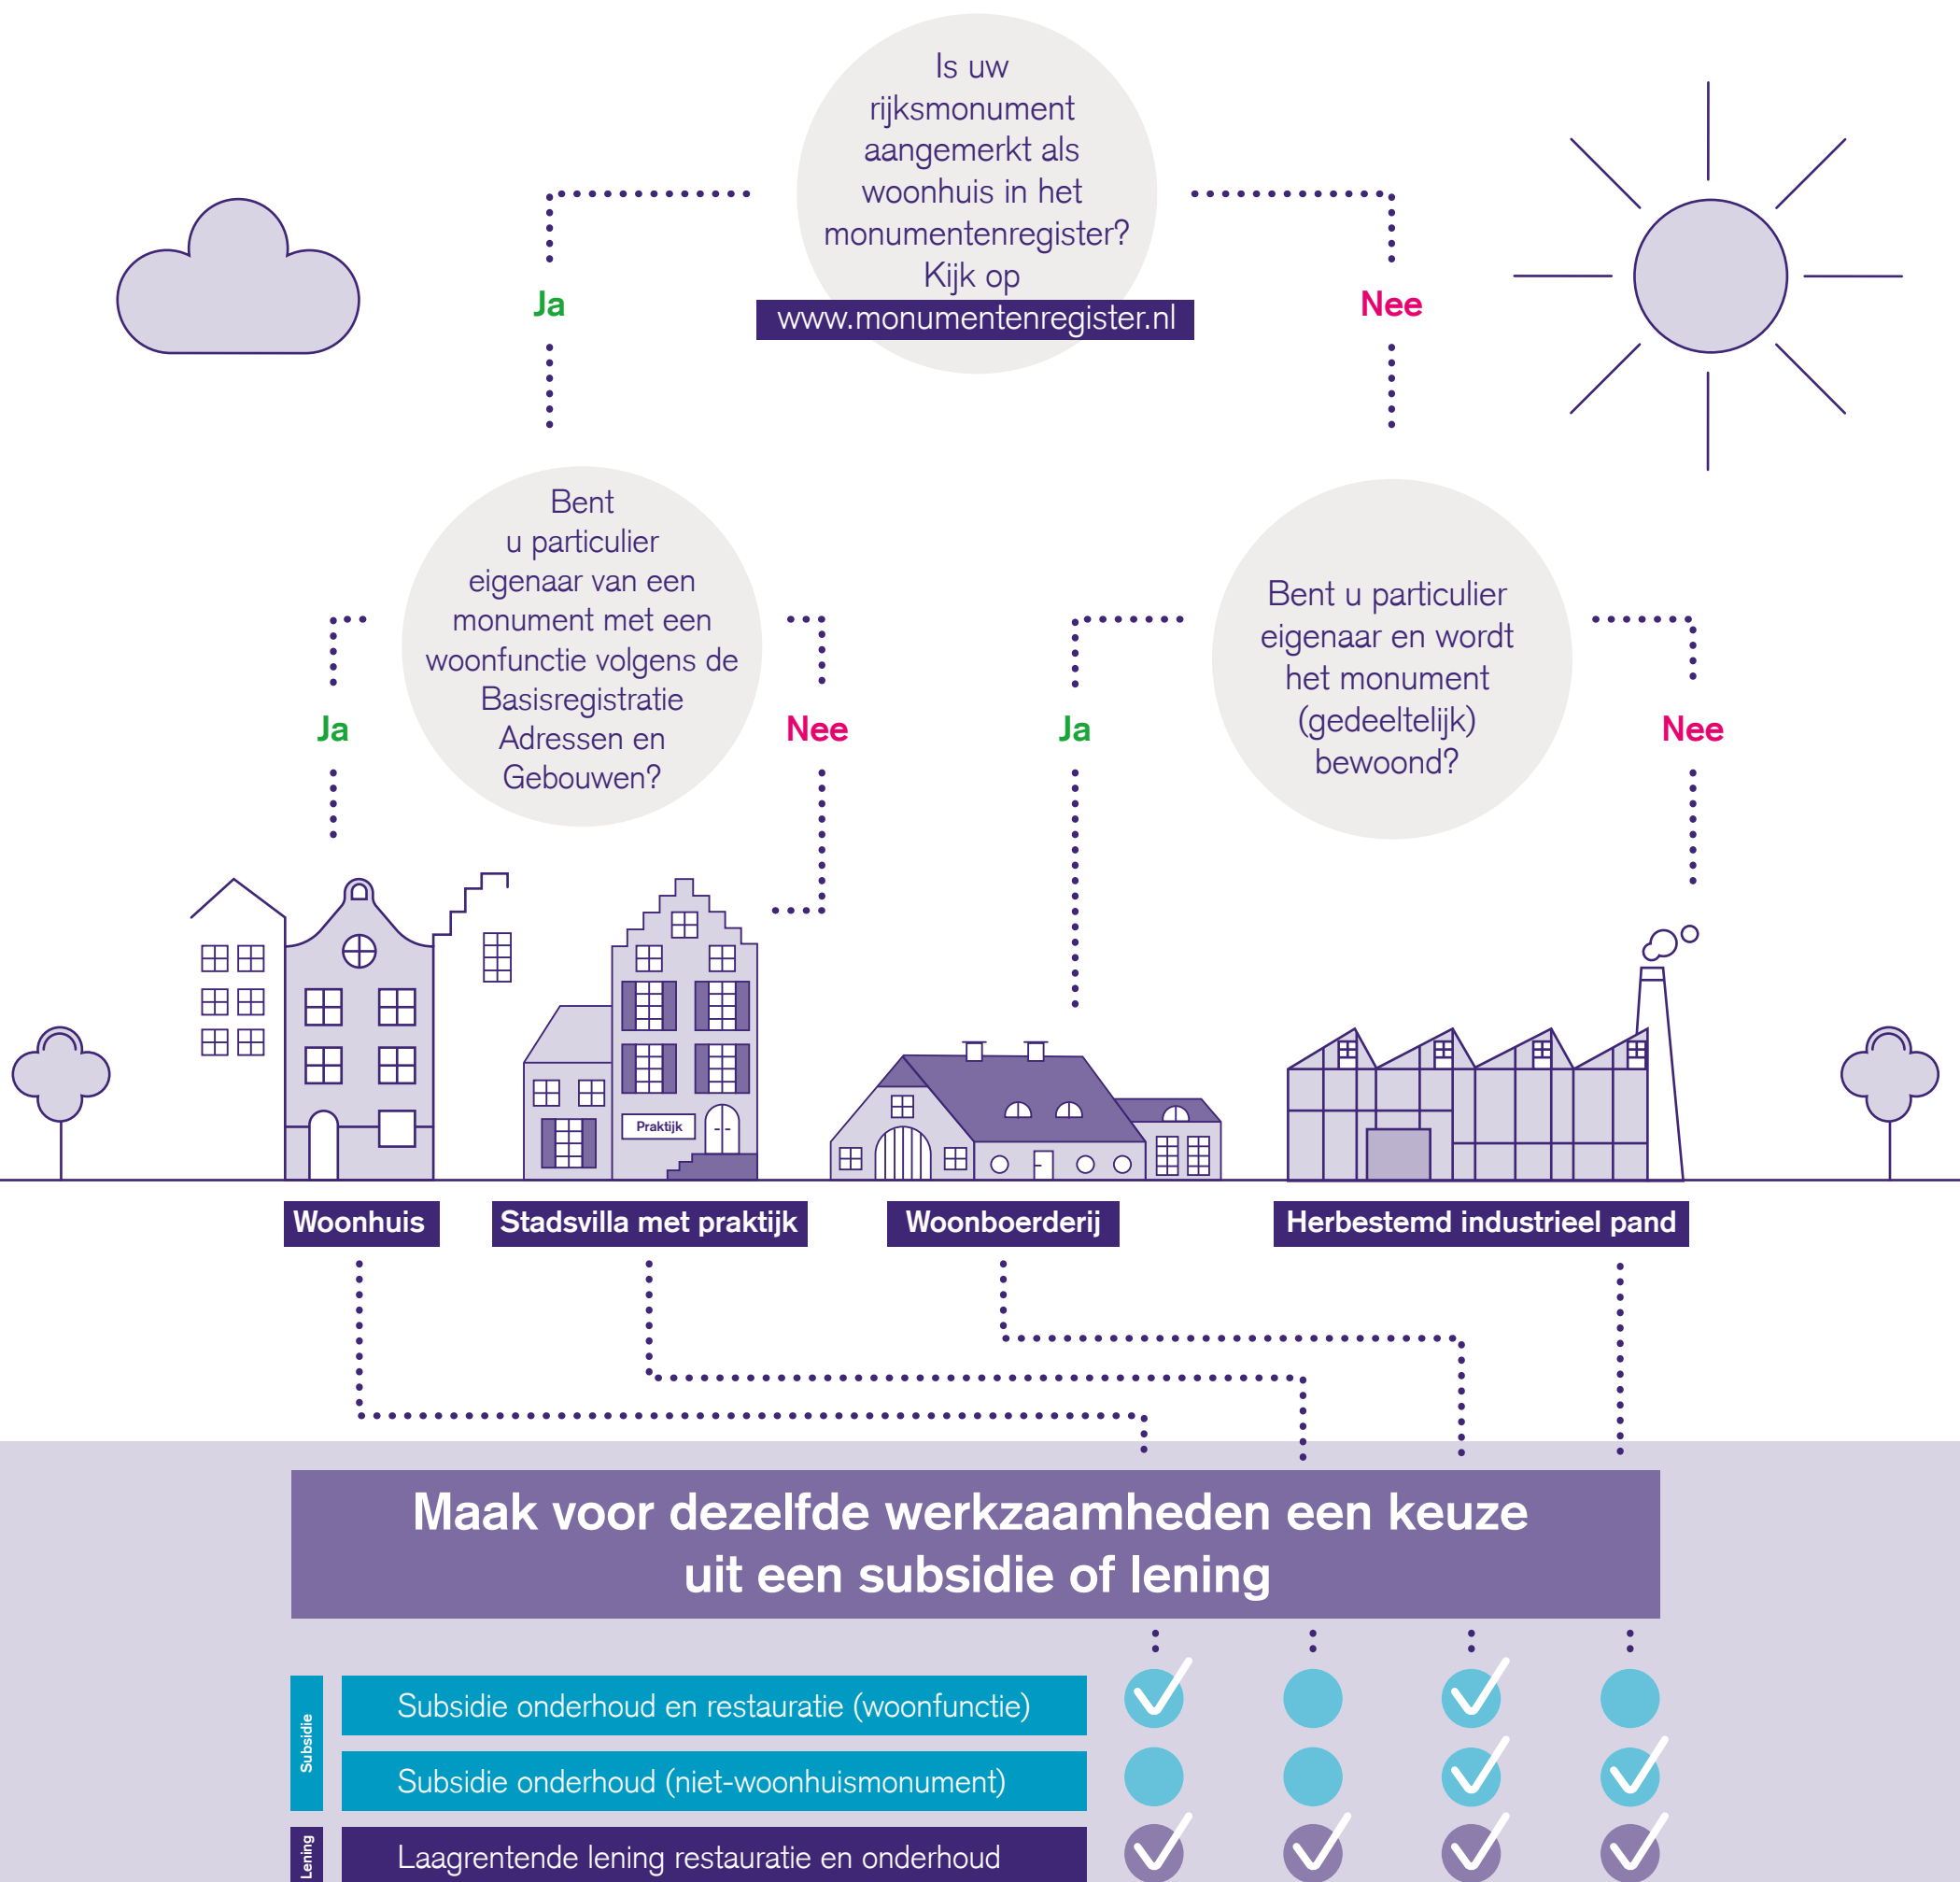 Is uw
rijksmonument
aangemerkt als
woonhuis in het
monumentenregister?
Kijk op
www.monumentenregister.nl
Ja
Nee
Bent
u particulier
eigenaar van een
monument met een
woonfunctie volgens de
Basisregistratie
Adressen en
Gebouwen?
Ja
Nee
Bent u particulier
eigenaar en wordt
het monument
(gedeeltelijk)
bewoond?
Ja
Nee
Praktijk
Woonhuis
Stadsvilla met praktijk
Woonboerderij
Herbestemd industrieel pand
Maak voor dezelfde werkzaamheden een keuze
uit een subsidie of lening
Subsidie
Subsidie onderhoud en restauratie (woonfunctie)
Subsidie onderhoud (niet-woonhuismonument)
Lening
Laagrentende lening restauratie en onderhoud